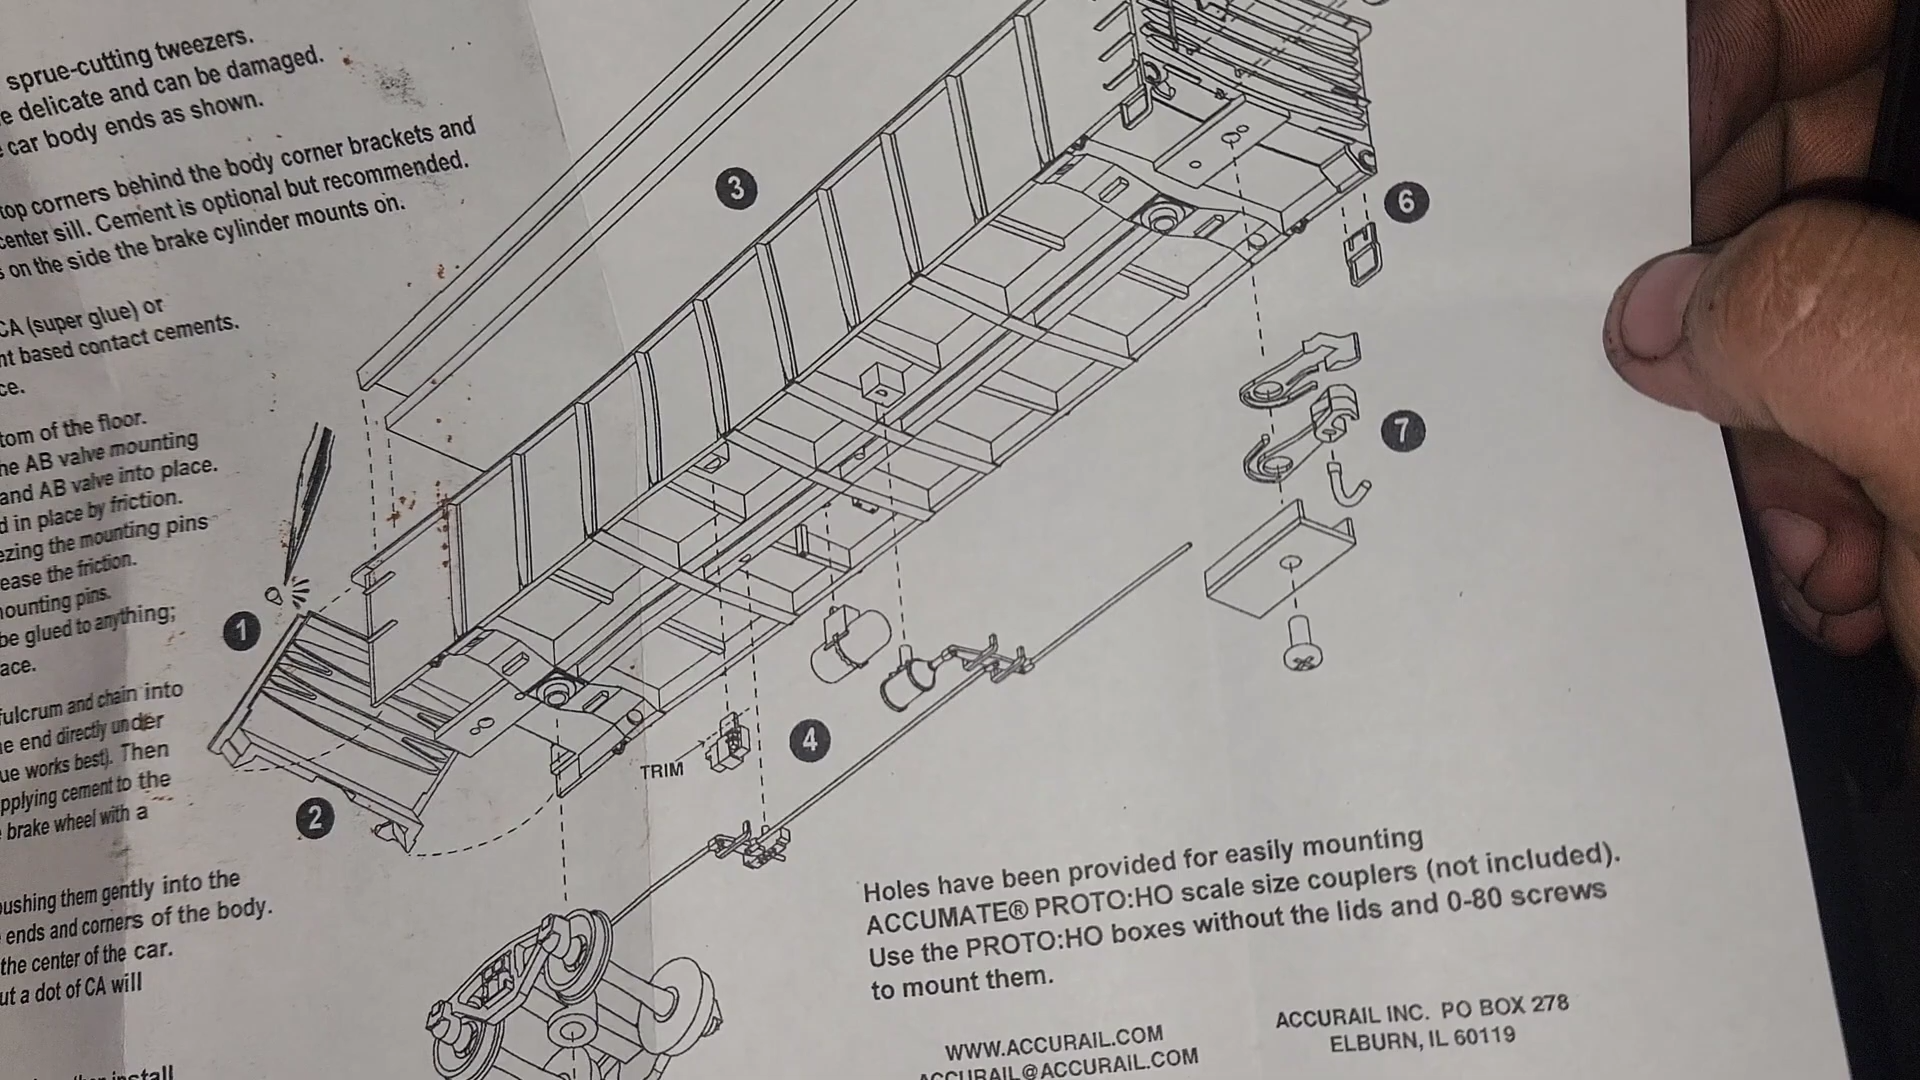 sprue-cutting tweezers.
e delicate and can be damaged.
car body ends as shown.
top corners behind the body corner brackets and
center sill. Cement is optional but recommended.
s on the side the brake cylinder mounts on.
CA (super glue) or
nt based contact cements.
ce.
tom of the floor.
he AB valve mounting
and AB valve into place.
d in place by friction.
ezing the mounting pins
ease the friction.
mounting pins.
be glued to anything;
ace.
fulcrum and chain into
e end directly under
ue works best). Then
pplying cement to the
brake wheel with a
pushing them gently into the
ends and corners of the body.
the center of the car.
ut a dot of CA will
install
1
2
3
TRIM
4
6
7
Holes have been provided for easily mounting
ACCUMATE® PROTO:HO scale size couplers (not included).
Use the PROTO:HO boxes without the lids and 0-80 screws
to mount them.
WWW.ACCURAIL.COM
ACCURAIL@ACCURAIL.COM
ACCURAIL INC. PO BOX 278
ELBURN, IL 60119